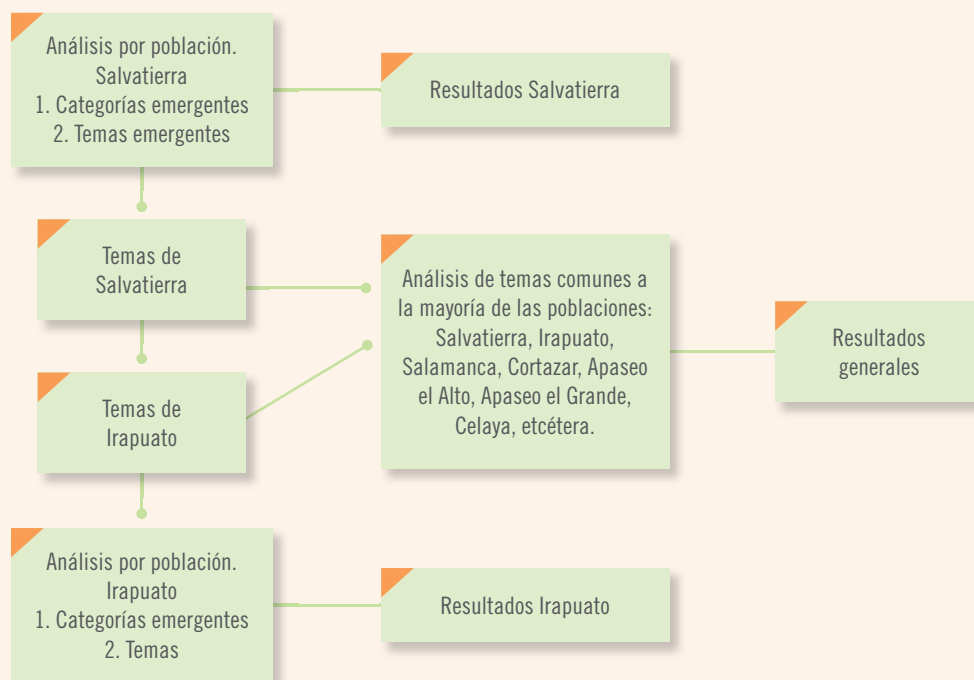 Análisis por población.
Salvatierra
1. Categorías emergentes
2. Temas emergentes
Resultados Salvatierra
Temas de
Salvatierra
Análisis de temas comunes a
la mayoría de las poblaciones:
Salvatierra, Irapuato,
Salamanca, Cortazar, Apaseo
el Alto, Apaseo el Grande,
Celaya, etcétera.
Resultados
generales
Temas de
Irapuato
Análisis por población.
Irapuato
1. Categorías emergentes
2. Temas
Resultados Irapuato